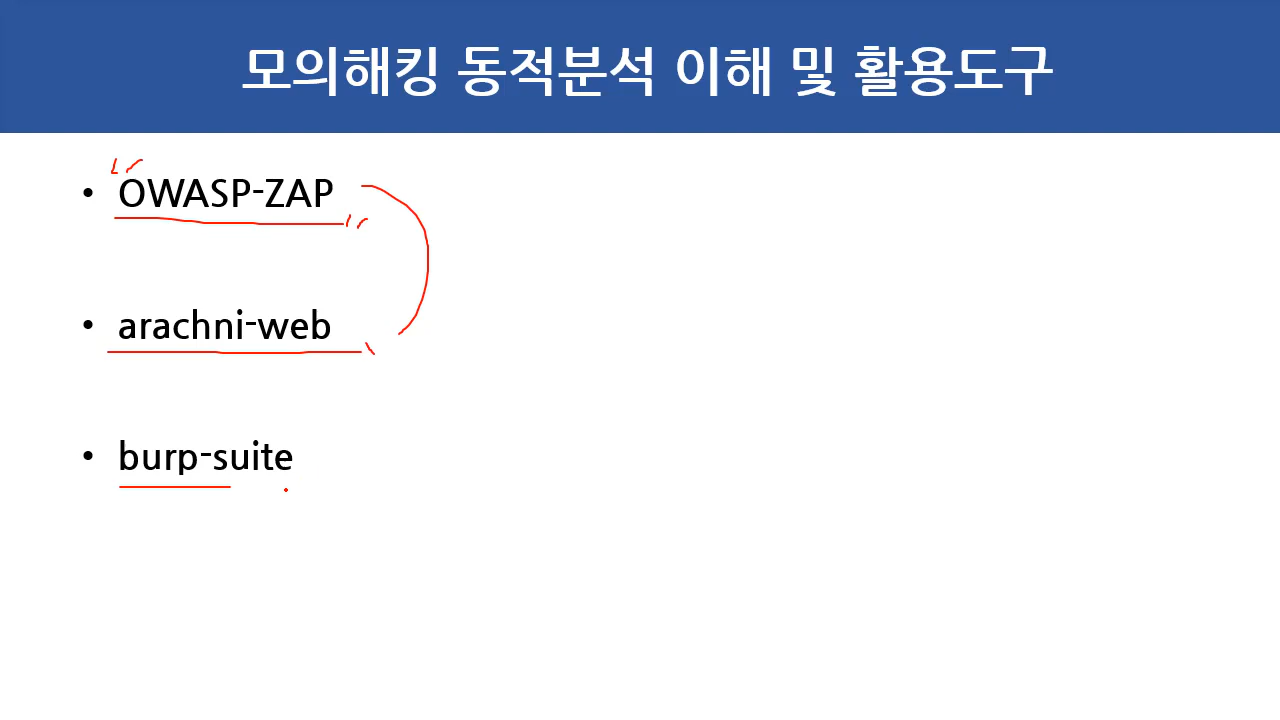 모의해킹 동적분석 이해 및 활용도구
• OWASP-ZAP
• arachni-web
• burp-suite